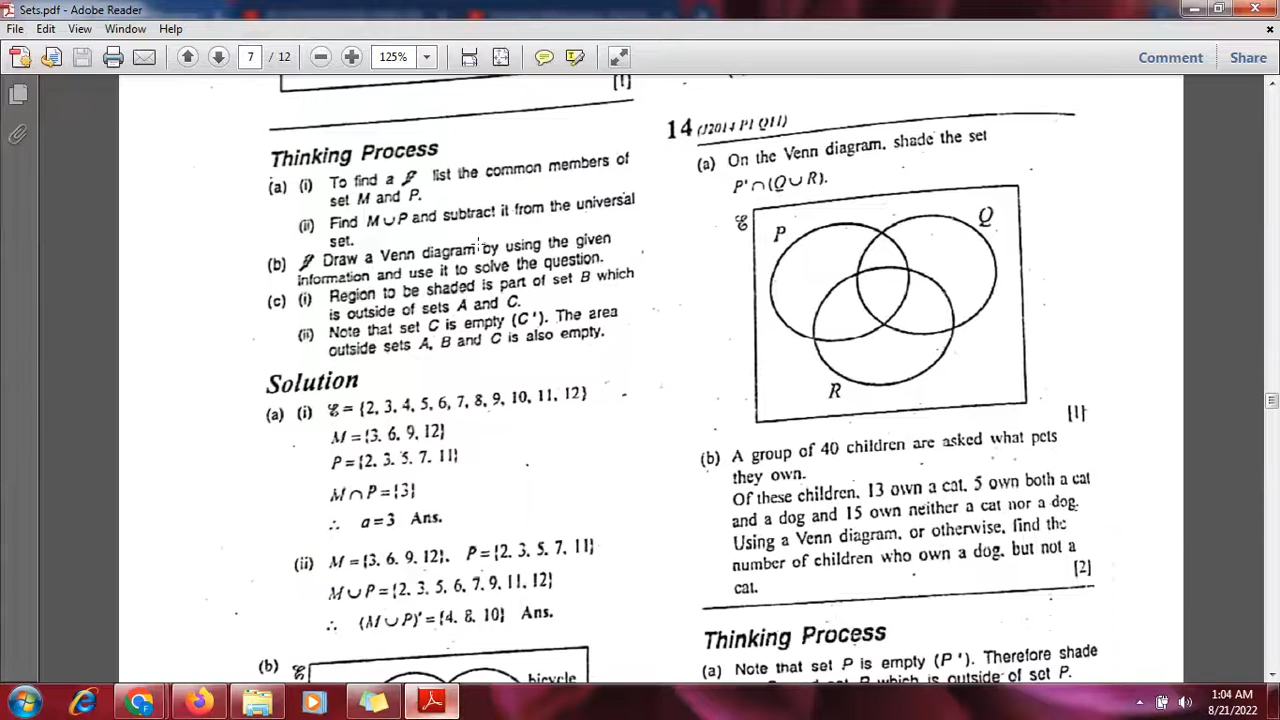 Sets.pdf - Adobe Reader
File Edit View Window Help
7 / 12 125% Comment Share
[1]
Thinking Process
(a) (i) To find a list the common members of
set M and P.
(ii) Find M∪P and subtract it from the universal
set.
(b) Draw a Venn diagram by using the given
information and use it to solve the question.
(c) (i) Region to be shaded is part of set B which
is outside of sets A and C.
(ii) Note that set C is empty (C'). The area
outside sets A, B and C is also empty.
Solution
(a) (i) ℰ = {2, 3, 4, 5, 6, 7, 8, 9, 10, 11, 12}
M = {3. 6. 9. 12}
P = {2. 3. 5. 7. 11}
M∩P = {3}
∴ a = 3 Ans.
(ii) M = {3. 6. 9. 12}. P = {2. 3. 5. 7. 11}
M∪P = {2. 3. 5. 6. 7. 9. 11. 12}
∴ (M∪P)' = {4. 8. 10} Ans.
(b) ℰ
bicycle
14 (J2014 P1 Q11)
(a) On the Venn diagram, shade the set
P'∩(Q∪R).
ℰ
P
Q
R
[1]
(b) A group of 40 children are asked what pets
they own.
Of these children, 13 own a cat, 5 own both a cat
and a dog and 15 own neither a cat nor a dog.
Using a Venn diagram, or otherwise, find the
number of children who own a dog, but not a
cat. [2]
Thinking Process
(a) Note that set P is empty (P'). Therefore shade
which is outside of set P.
1:04 AM
8/21/2022